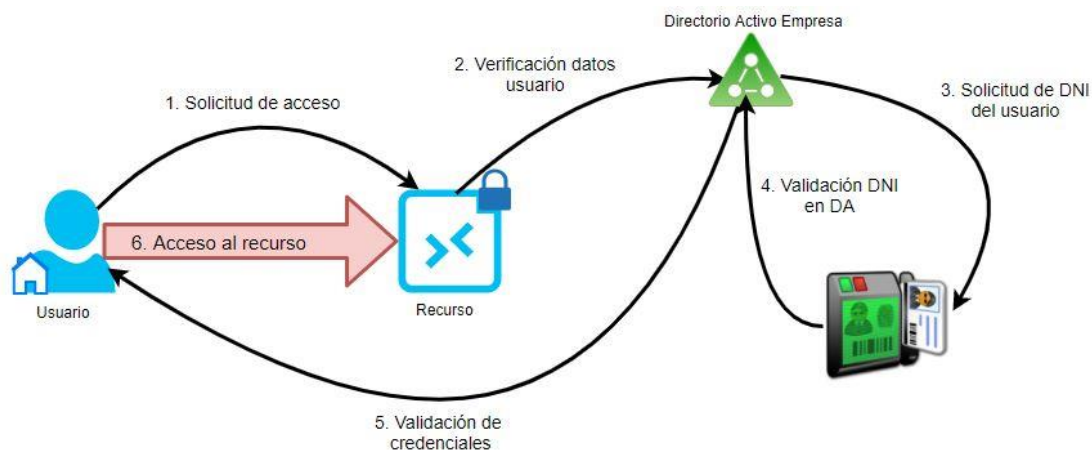 Directorio Activo Empresa
1. Solicitud de acceso
2. Verificación datos
usuario
3. Solicitud de DNI
del usuario
4. Validación DNI
en DA
6. Acceso al recurso
Usuario
Recurso
5. Validación de
credenciales